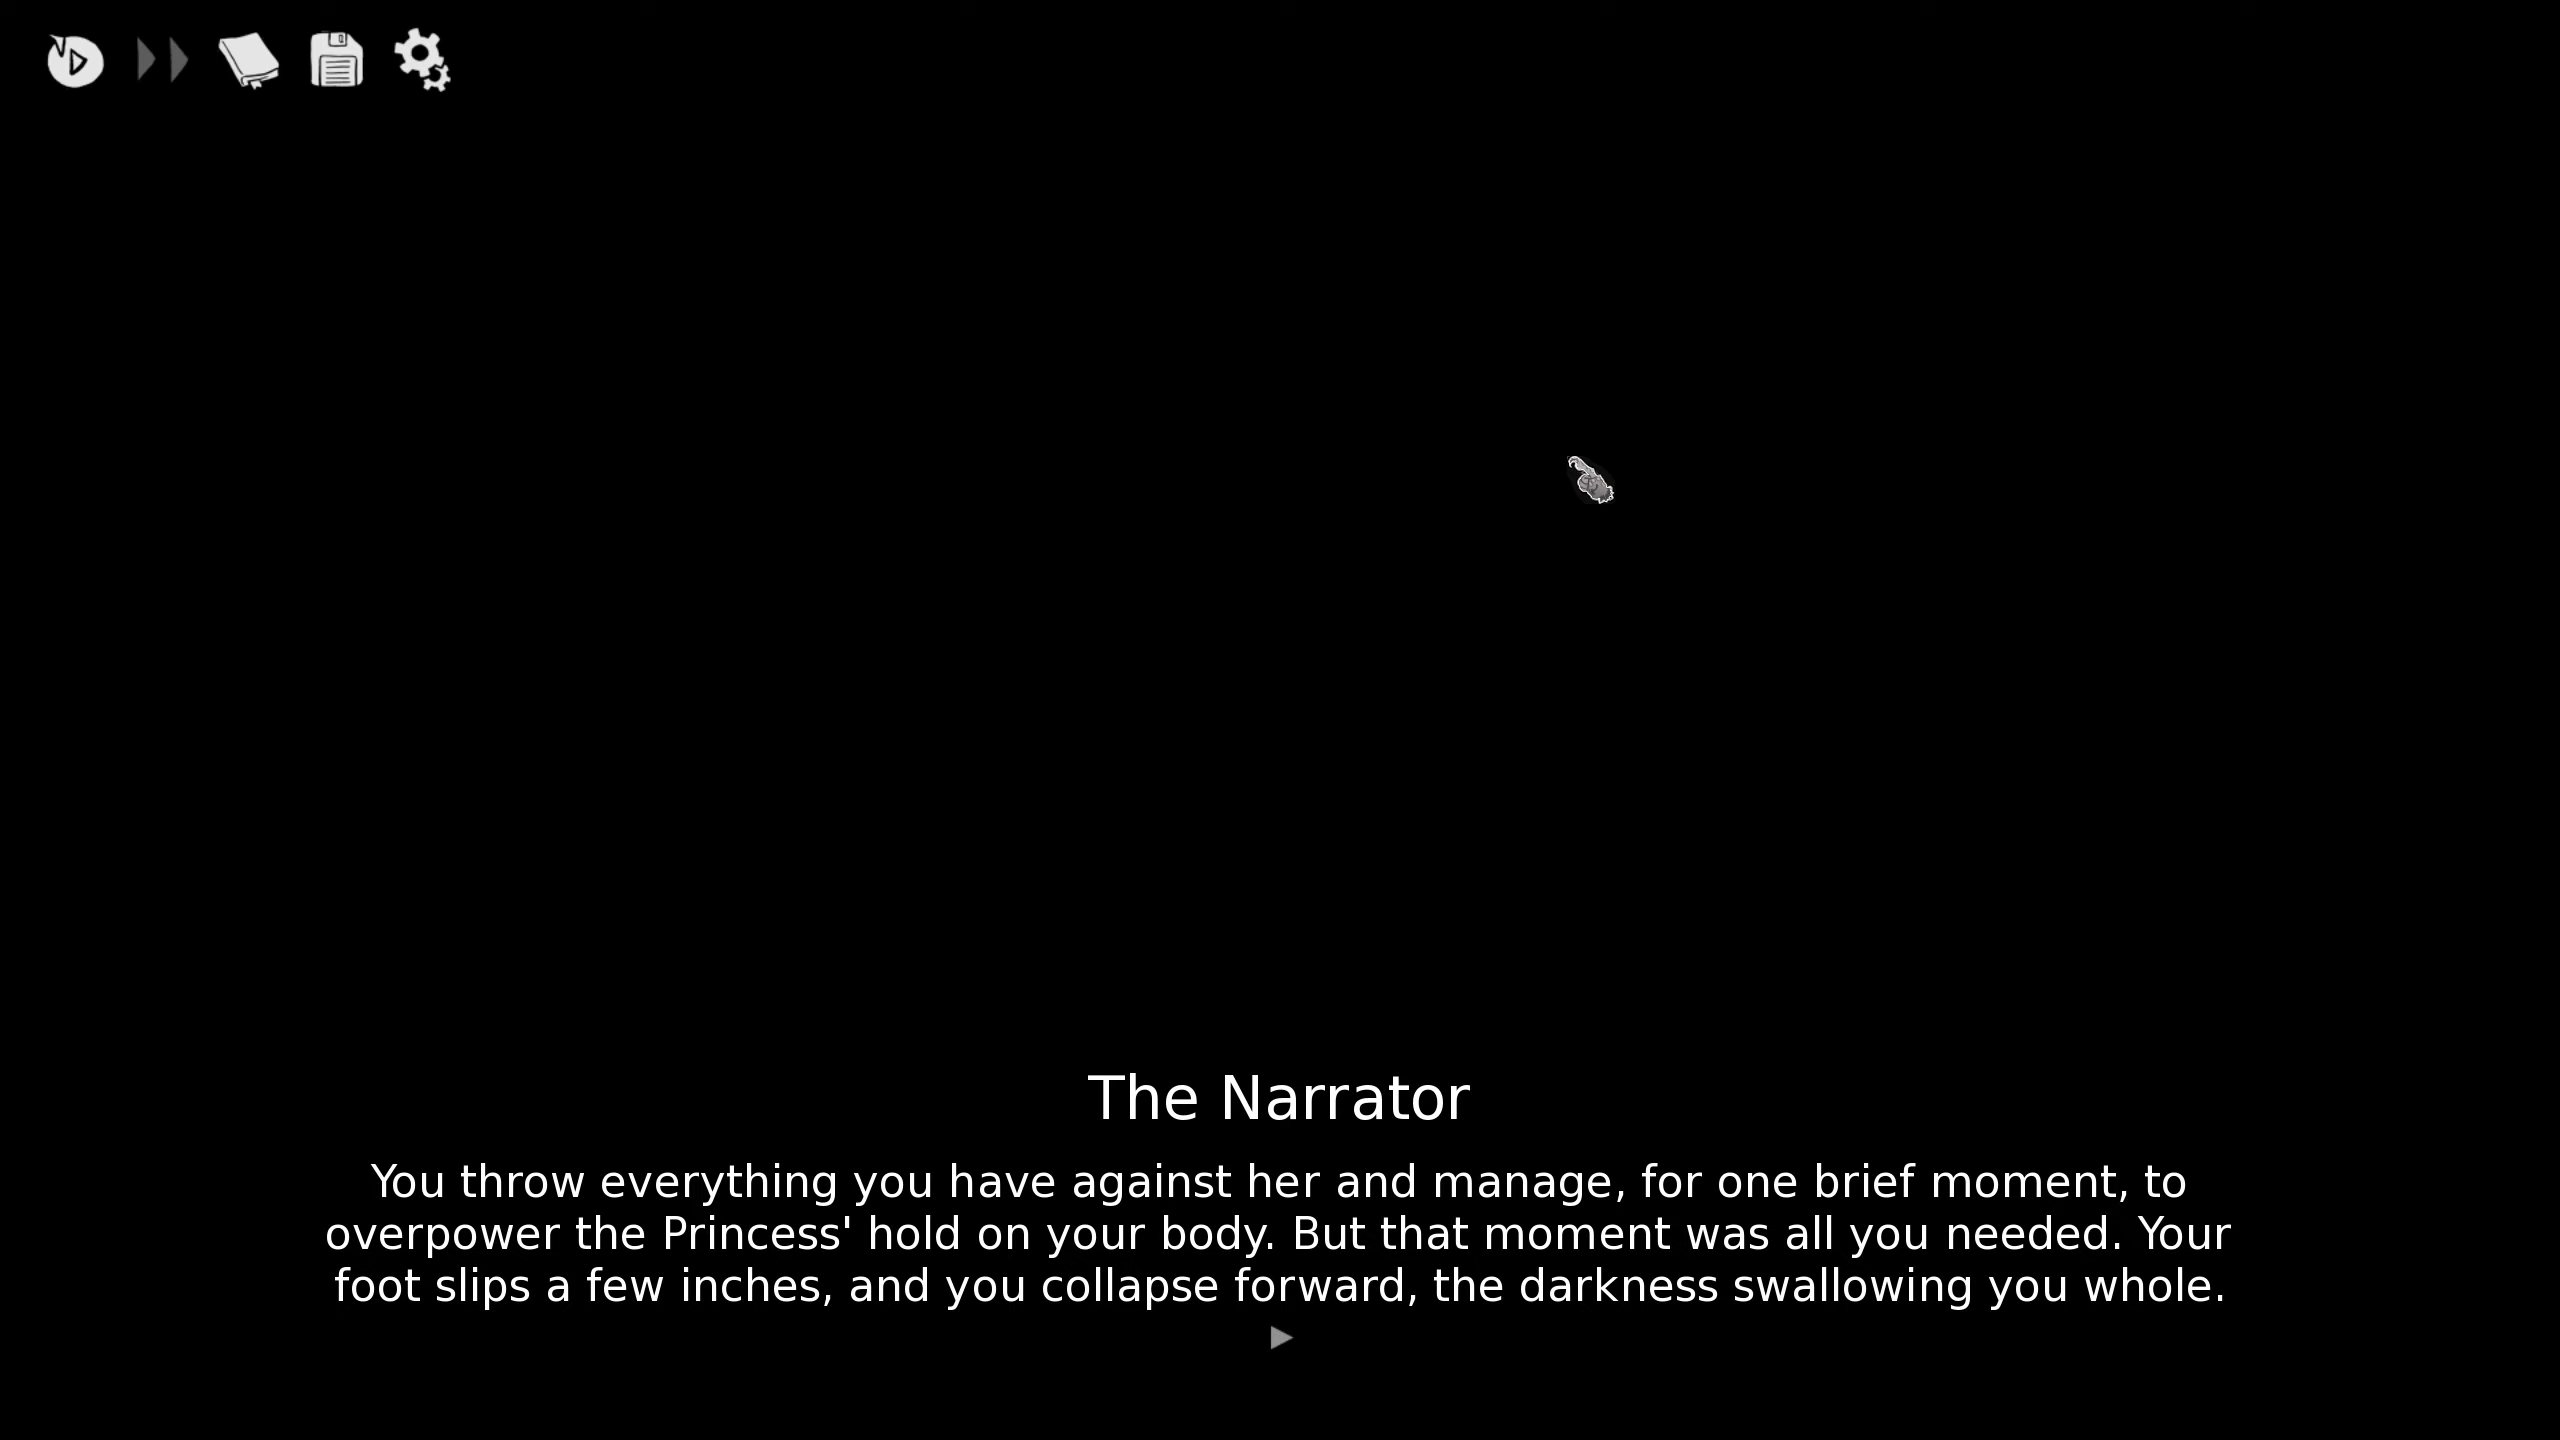 The Narrator
You throw everything you have against her and manage, for one brief moment, to
overpower the Princess' hold on your body. But that moment was all you needed. Your
foot slips a few inches, and you collapse forward, the darkness swallowing you whole.